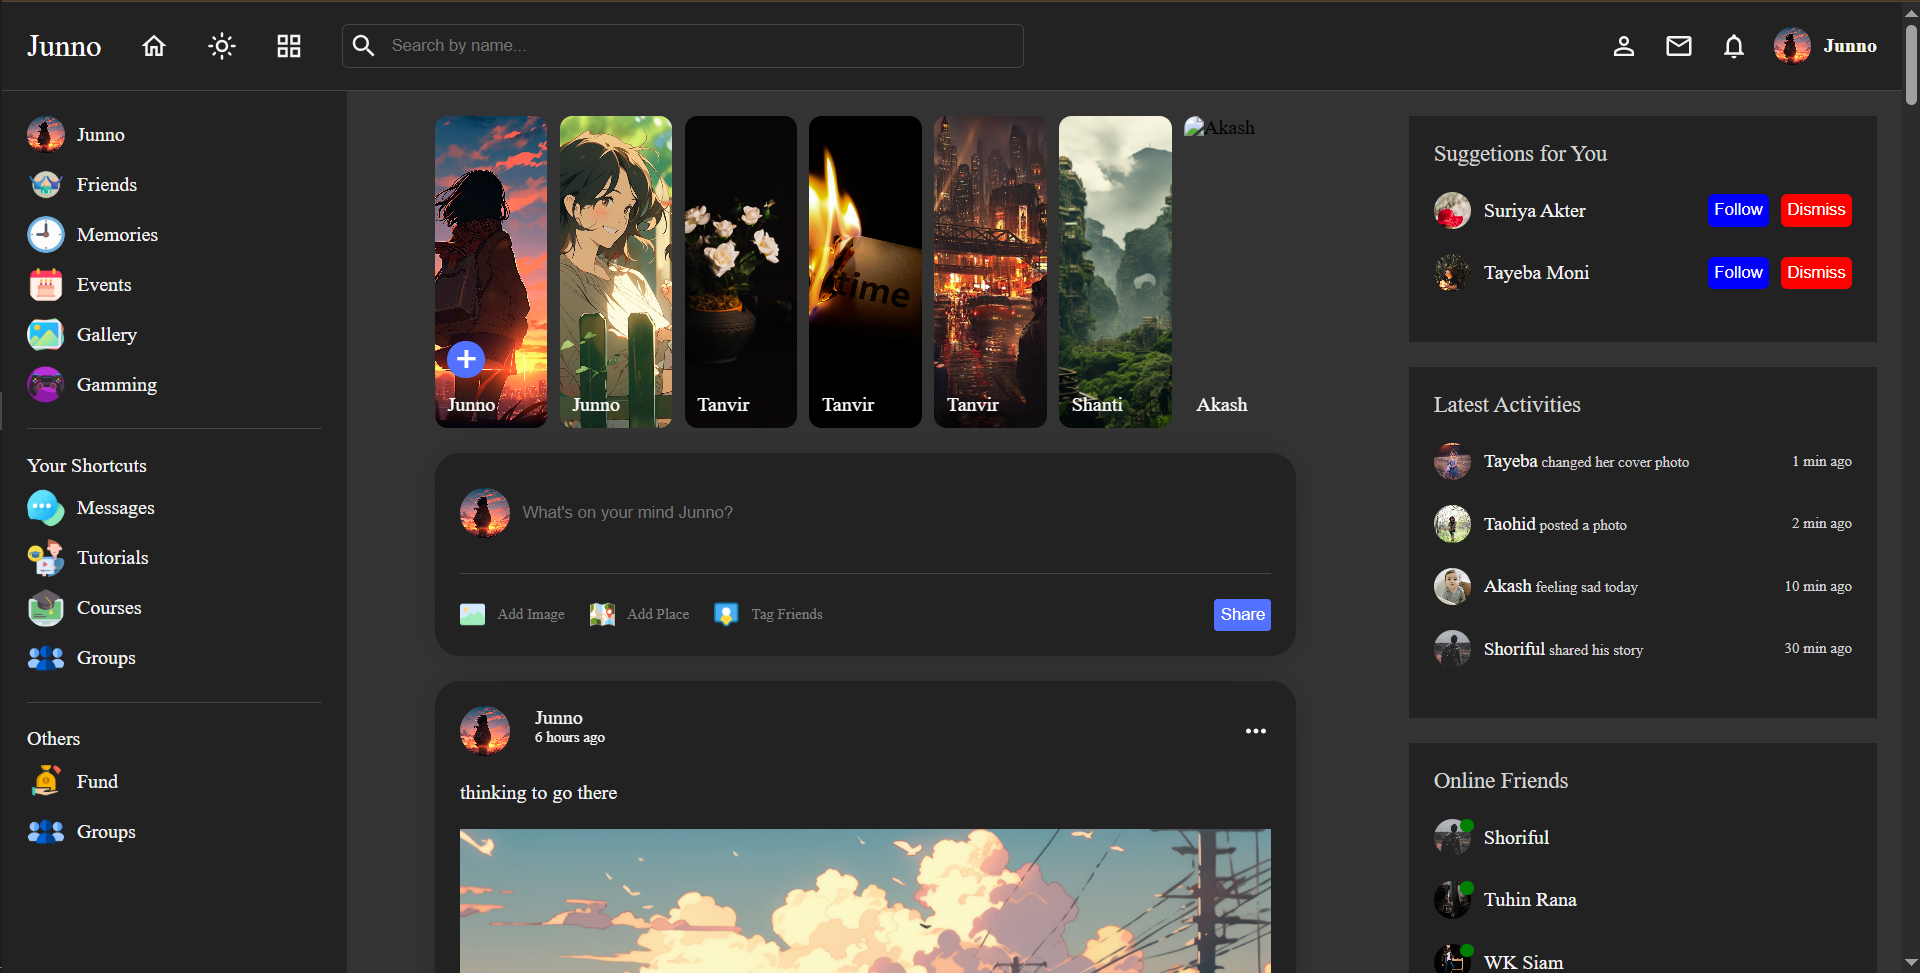 Junno
Search by name...
Junno
Junno
Friends
Memories
Events
Gallery
Gamming
Your Shortcuts
Messages
Tutorials
Courses
Groups
Others
Fund
Groups
Akash
time
Junno
Junno
Tanvir
Tanvir
Tanvir
Shanti
Akash
What's on your mind Junno?
Add Image
Add Place
Tag Friends
Share
Junno
6 hours ago
thinking to go there
Suggetions for You
Suriya Akter
Follow
Dismiss
Tayeba Moni
Follow
Dismiss
Latest Activities
Tayeba changed her cover photo
1 min ago
Taohid posted a photo
2 min ago
Akash feeling sad today
10 min ago
Shoriful shared his story
30 min ago
Online Friends
Shoriful
Tuhin Rana
WK Siam